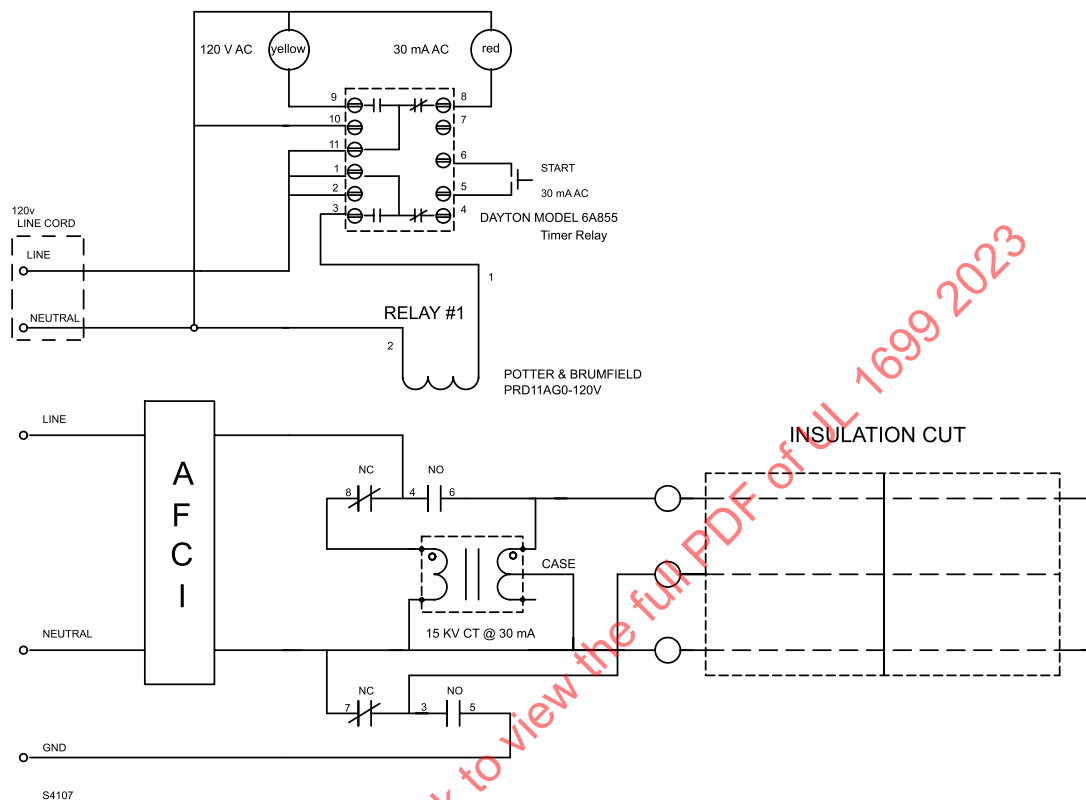 120 V AC
yellow
30 mA AC
red
9
8
10
7
11
6
1
START
2
5
30 mA AC
3
4
DAYTON MODEL 6A855
Timer Relay
120v
LINE CORD
LINE
NEUTRAL
1
RELAY #1
2
POTTER & BRUMFIELD
PRD11AG0-120V
LINE
INSULATION CUT
AFCI
NC
NO
8
4
6
CASE
15 KV CT @ 30 mA
NEUTRAL
NC
NO
7
3
5
GND
S4107
k to view the full PDF of UL 1699 2023